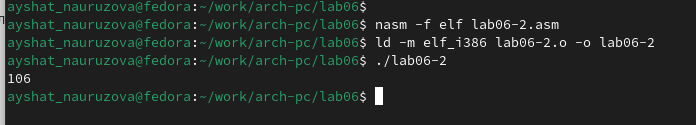 ayshat_nauruzova@fedora:~/work/arch-pc/lab06$
ayshat_nauruzova@fedora:~/work/arch-pc/lab06$ nasm -f elf lab06-2.asm
ayshat_nauruzova@fedora:~/work/arch-pc/lab06$ ld -m elf_i386 lab06-2.o -o lab06-2
ayshat_nauruzova@fedora:~/work/arch-pc/lab06$ ./lab06-2
106
ayshat_nauruzova@fedora:~/work/arch-pc/lab06$